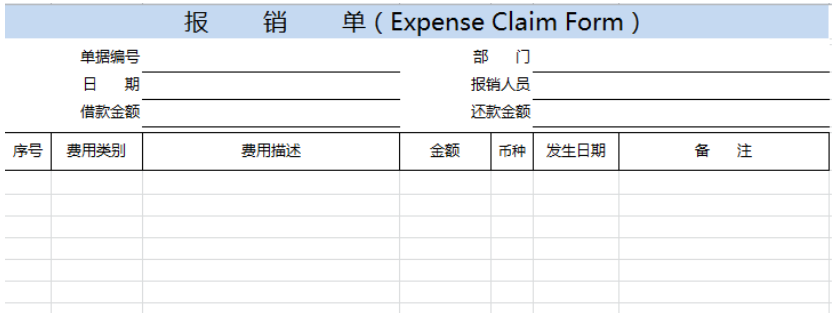 报 销 单（Expense Claim Form）
单据编号 部 门
日 期 报销人员
借款金额 还款金额
序号 费用类别 费用描述 金额 币种 发生日期 备 注